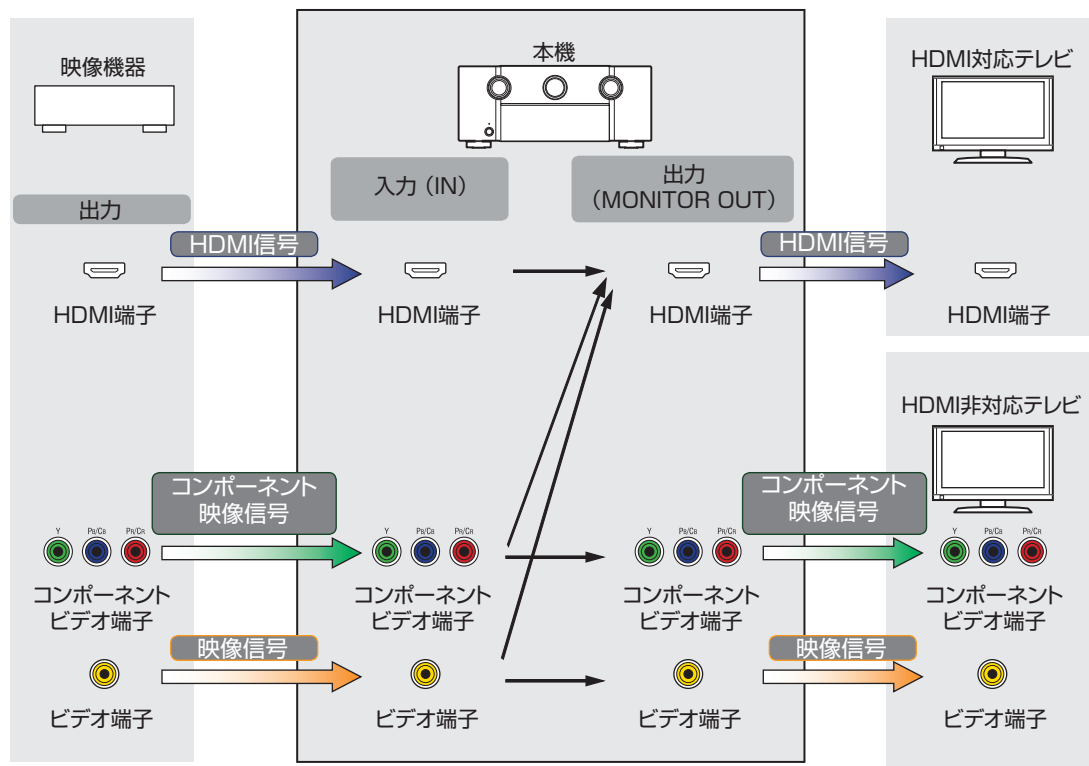 映像機器
本機
HDMI対応テレビ
入力（IN）
出力
（MONITOR OUT）
出力
HDMI信号
HDMI信号
HDMI端子
HDMI端子
HDMI端子
HDMI端子
HDMI非対応テレビ
コンポーネント
映像信号
コンポーネント
映像信号
Y PB/CB PR/CR
Y PB/CB PR/CR
Y PB/CB PR/CR
Y PB/CB PR/CR
コンポーネント
ビデオ端子
コンポーネント
ビデオ端子
コンポーネント
ビデオ端子
コンポーネント
ビデオ端子
映像信号
映像信号
ビデオ端子
ビデオ端子
ビデオ端子
ビデオ端子